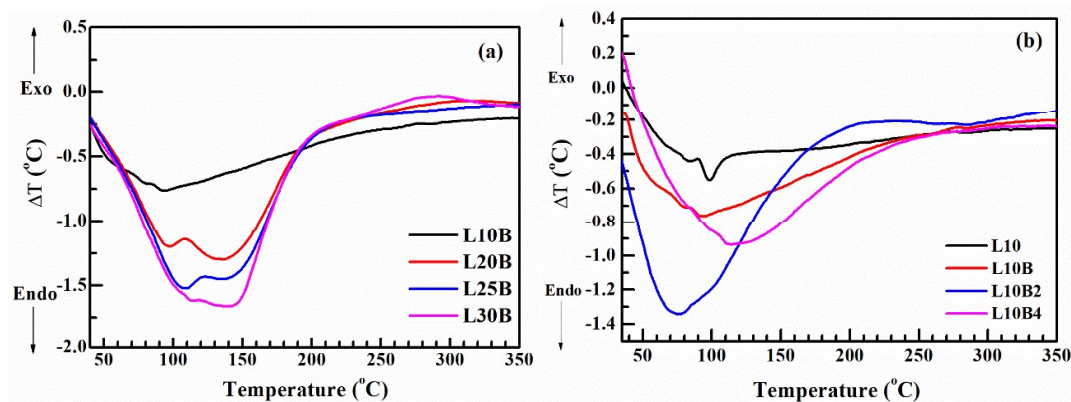 (a)
0.5
0.0
-0.5
-1.0
-1.5
-2.0
Exo
ΔT (°C)
Endo
L10B
L20B
L25B
L30B
50 100 150 200 250 300 350
Temperature (°C)
(b)
0.4
0.2
0.0
-0.2
-0.4
-0.6
-0.8
-1.0
-1.2
-1.4
Exo
ΔT (°C)
Endo
L10
L10B
L10B2
L10B4
50 100 150 200 250 300 350
Temperature (°C)